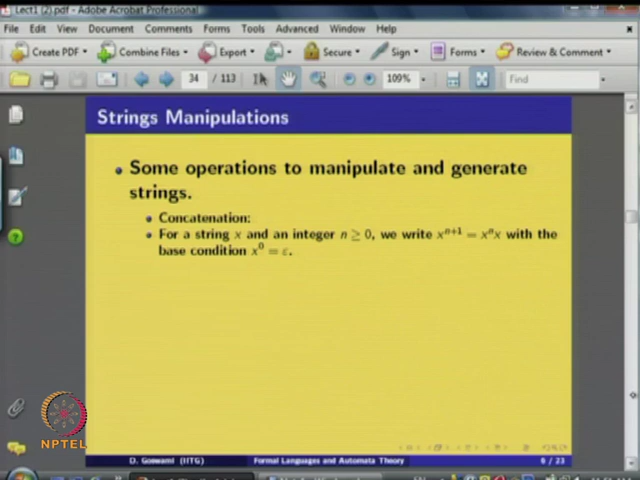 Lect1 (2).pdf - Adobe Acrobat Professional
File Edit View Document Comments Forms Tools Advanced Window Help
Create PDF Combine Files Export Secure Sign Forms Review & Comment
34 / 113 109% Find
Strings Manipulations
Some operations to manipulate and generate
strings.
Concatenation:
For a string x and an integer n ≥ 0, we write xⁿ⁺¹ = xⁿx with the
base condition x⁰ = ε.
NPTEL
D. Goswami (IITG) Formal Languages and Automata Theory 8 / 23